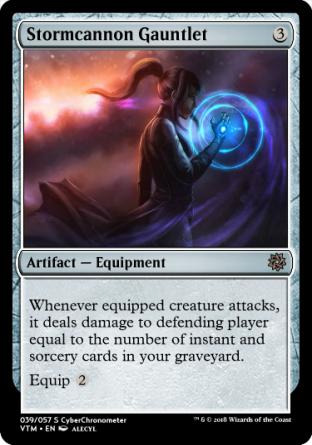 Stormcannon Gauntlet 3
Artifact — Equipment
Whenever equipped creature attacks,
it deals damage to defending player
equal to the number of instant and
sorcery cards in your graveyard.
Equip 2
039/057 S CyberChronometer
VTM • EN ALECYL
™ & © 2018 Wizards of the Coast